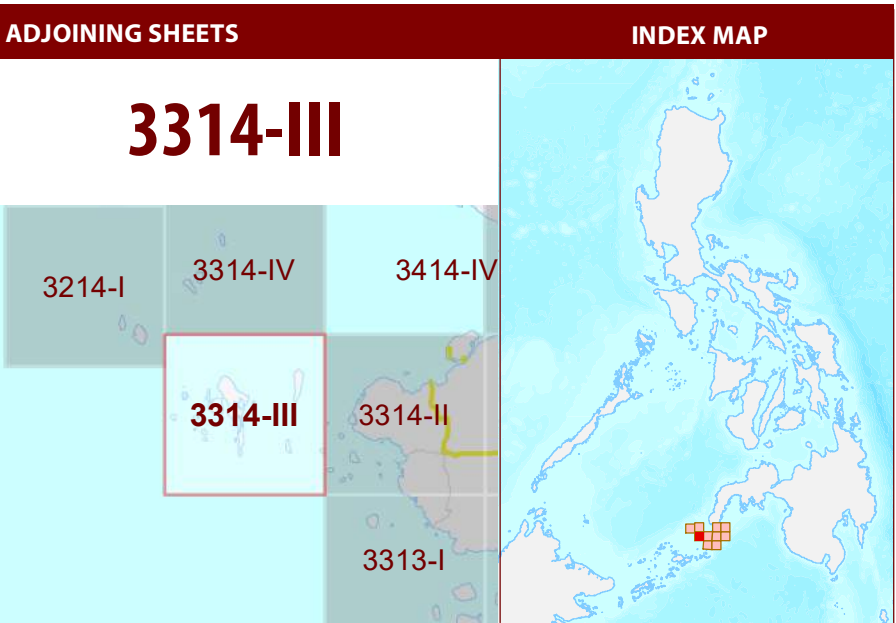 ADJOINING SHEETS
INDEX MAP
3314-III
3214-I
3314-IV
3414-IV
3314-III
3314-II
3313-I